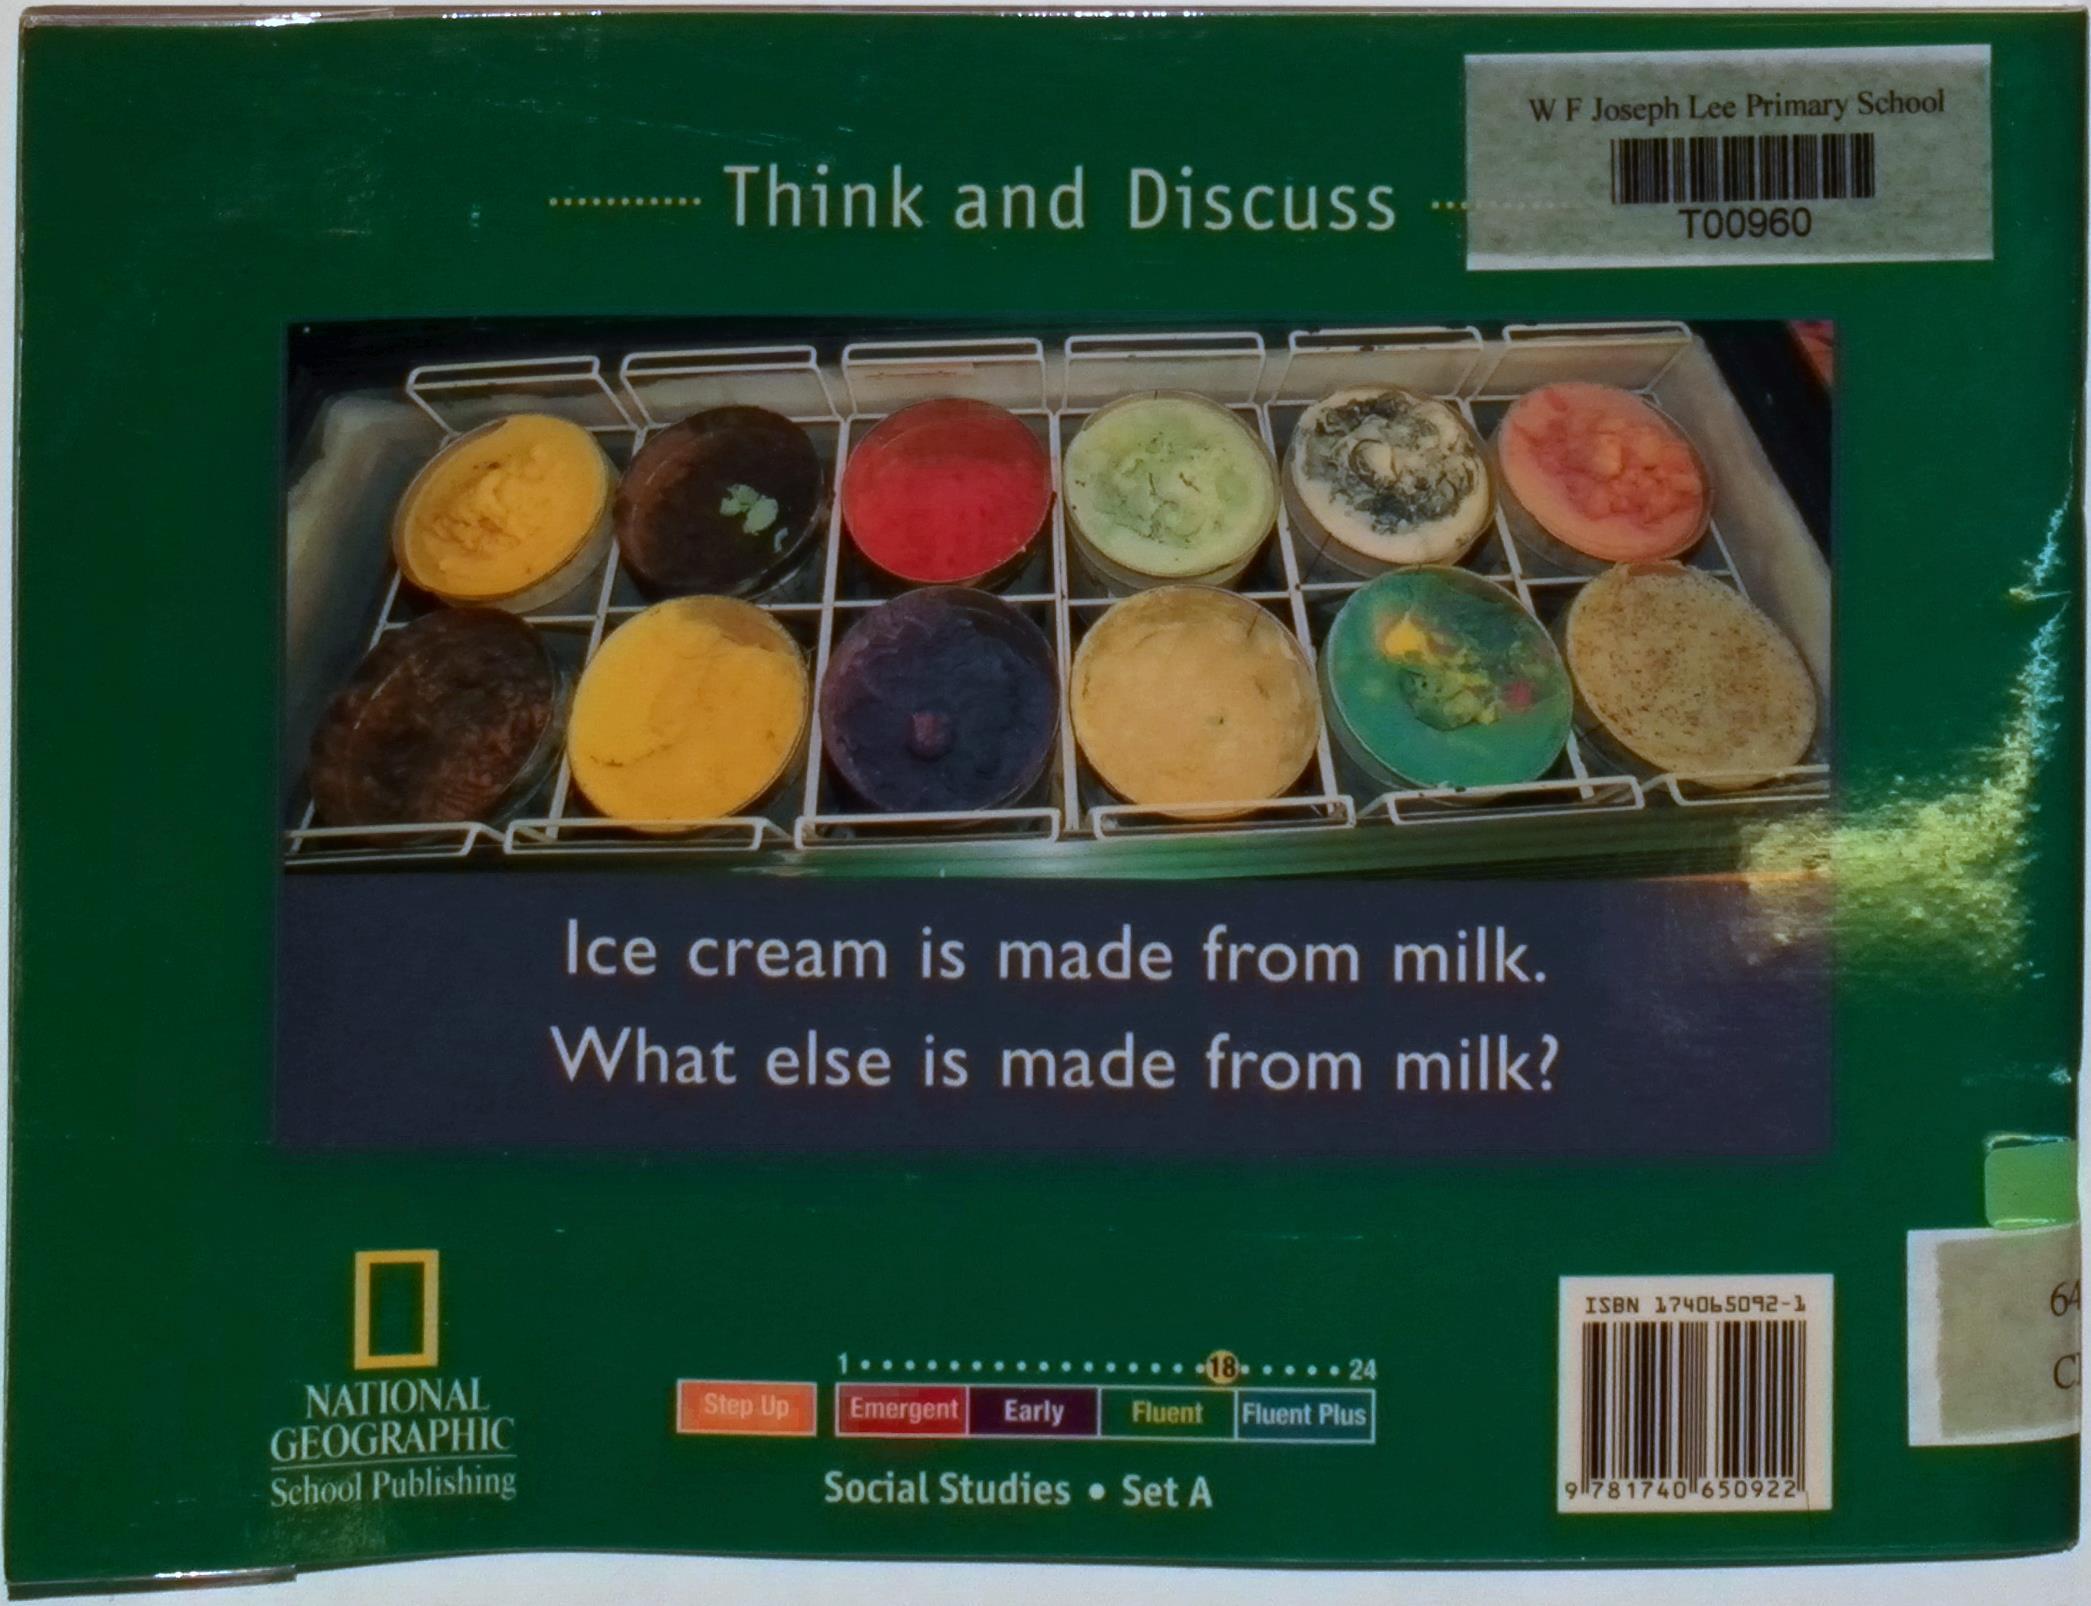 W F Joseph Lee Primary School
T00960
Think and Discuss
Ice cream is made from milk.
What else is made from milk?
NATIONAL
GEOGRAPHIC
School Publishing
1 18 24
Step Up Emergent Early Fluent Fluent Plus
Social Studies • Set A
ISBN 174065092-1
9 781740 650922
64